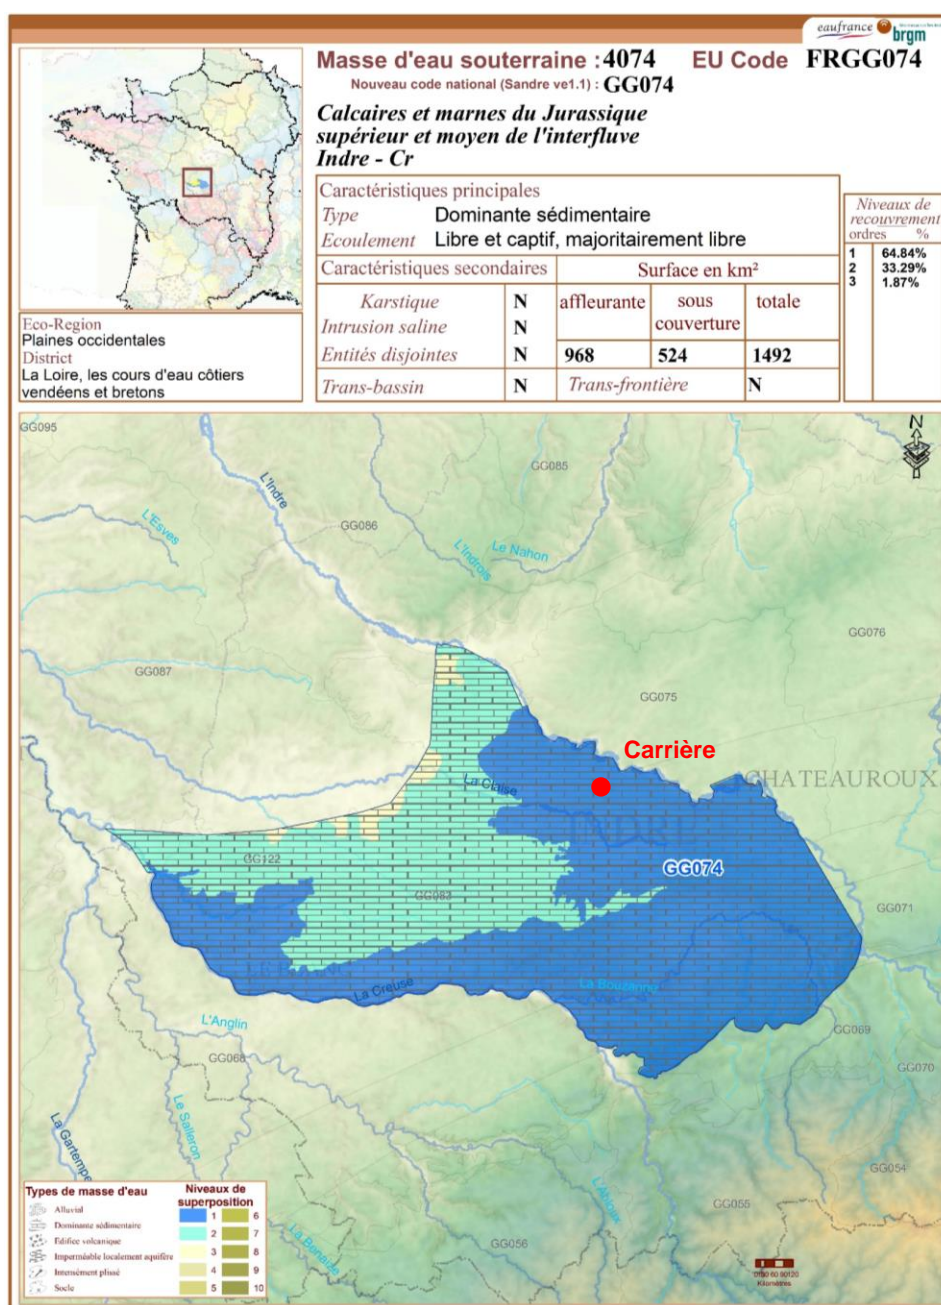 eaufrance brgm
Masse d'eau souterraine : 4074 EU Code FRGG074
Nouveau code national (Sandre ve1.1) : GG074
Calcaires et marnes du Jurassique
supérieur et moyen de l'interfluve
Indre - Cr
Caractéristiques principales
Type Dominante sédimentaire
Ecoulement Libre et captif, majoritairement libre
Caractéristiques secondaires Surface en km²
Karstique N affleurante sous couverture totale
Intrusion saline N
Entités disjointes N 968 524 1492
Trans-bassin N Trans-frontière N
Niveaux de
recouvrement
ordres %
1 64.84%
2 33.29%
3 1.87%
Eco-Region
Plaines occidentales
District
La Loire, les cours d'eau côtiers
vendéens et bretons
GG095
N
GG085
L'Indre
L'Esves
GG086
Le Nahon
L'Indrois
GG076
GG087
GG075
Carrière
CHATEAUROUX
La Claise
INDRE
GG122
GG074
GG083
GG071
La Creuse
La Bouzanne
L'Anglin
GG069
GG068
GG070
Le Salleron
La Gartempe
GG054
L'Abloux
GG055
GG056
La Benaize
Types de masse d'eau
Alluvial
Dominante sédimentaire
Edifice volcanique
Imperméable localement aquifère
Intensément plissé
Socle
Niveaux de
superposition
1 6
2 7
3 8
4 9
5 10
Kilomètres